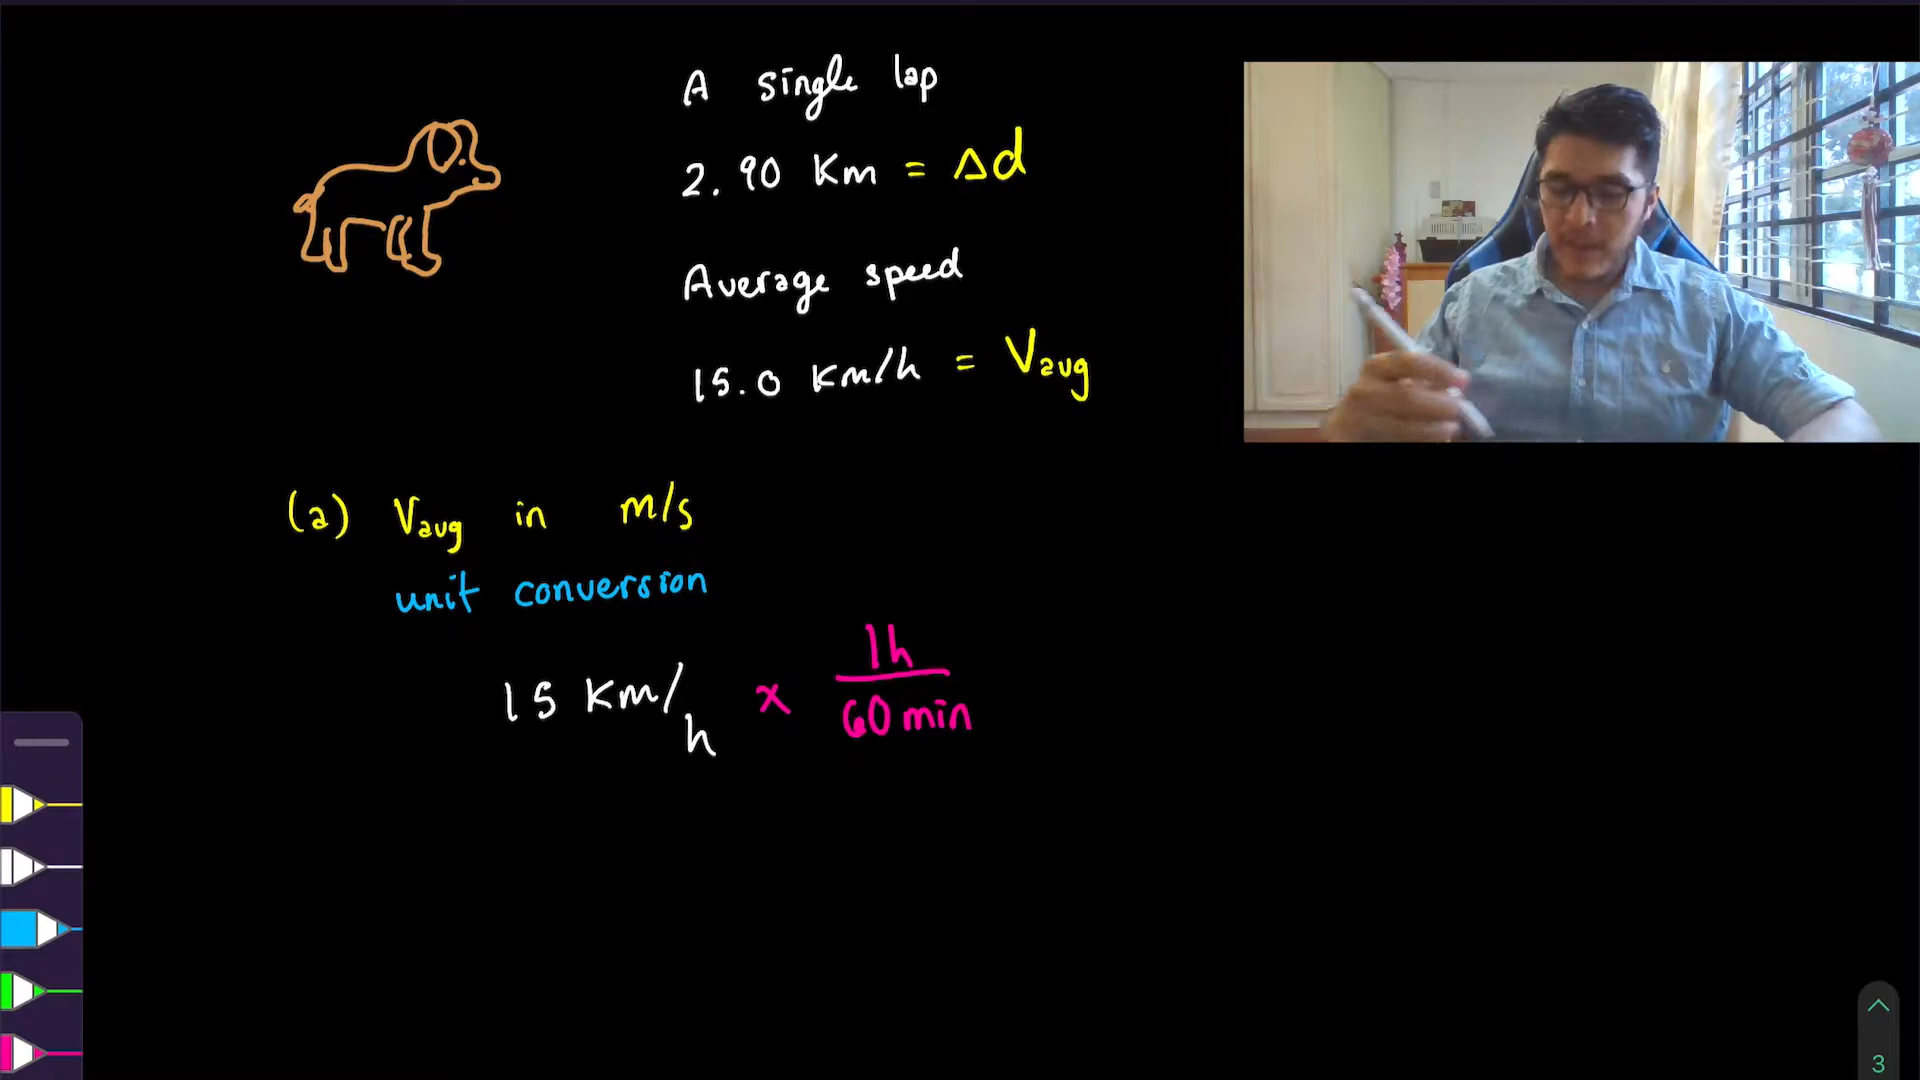 A single lap
2.90 Km = Δd
Average speed
15.0 Km/h = Vavg
(a) Vavg in m/s
unit conversion
15 Km/h x 1h
60 min
3